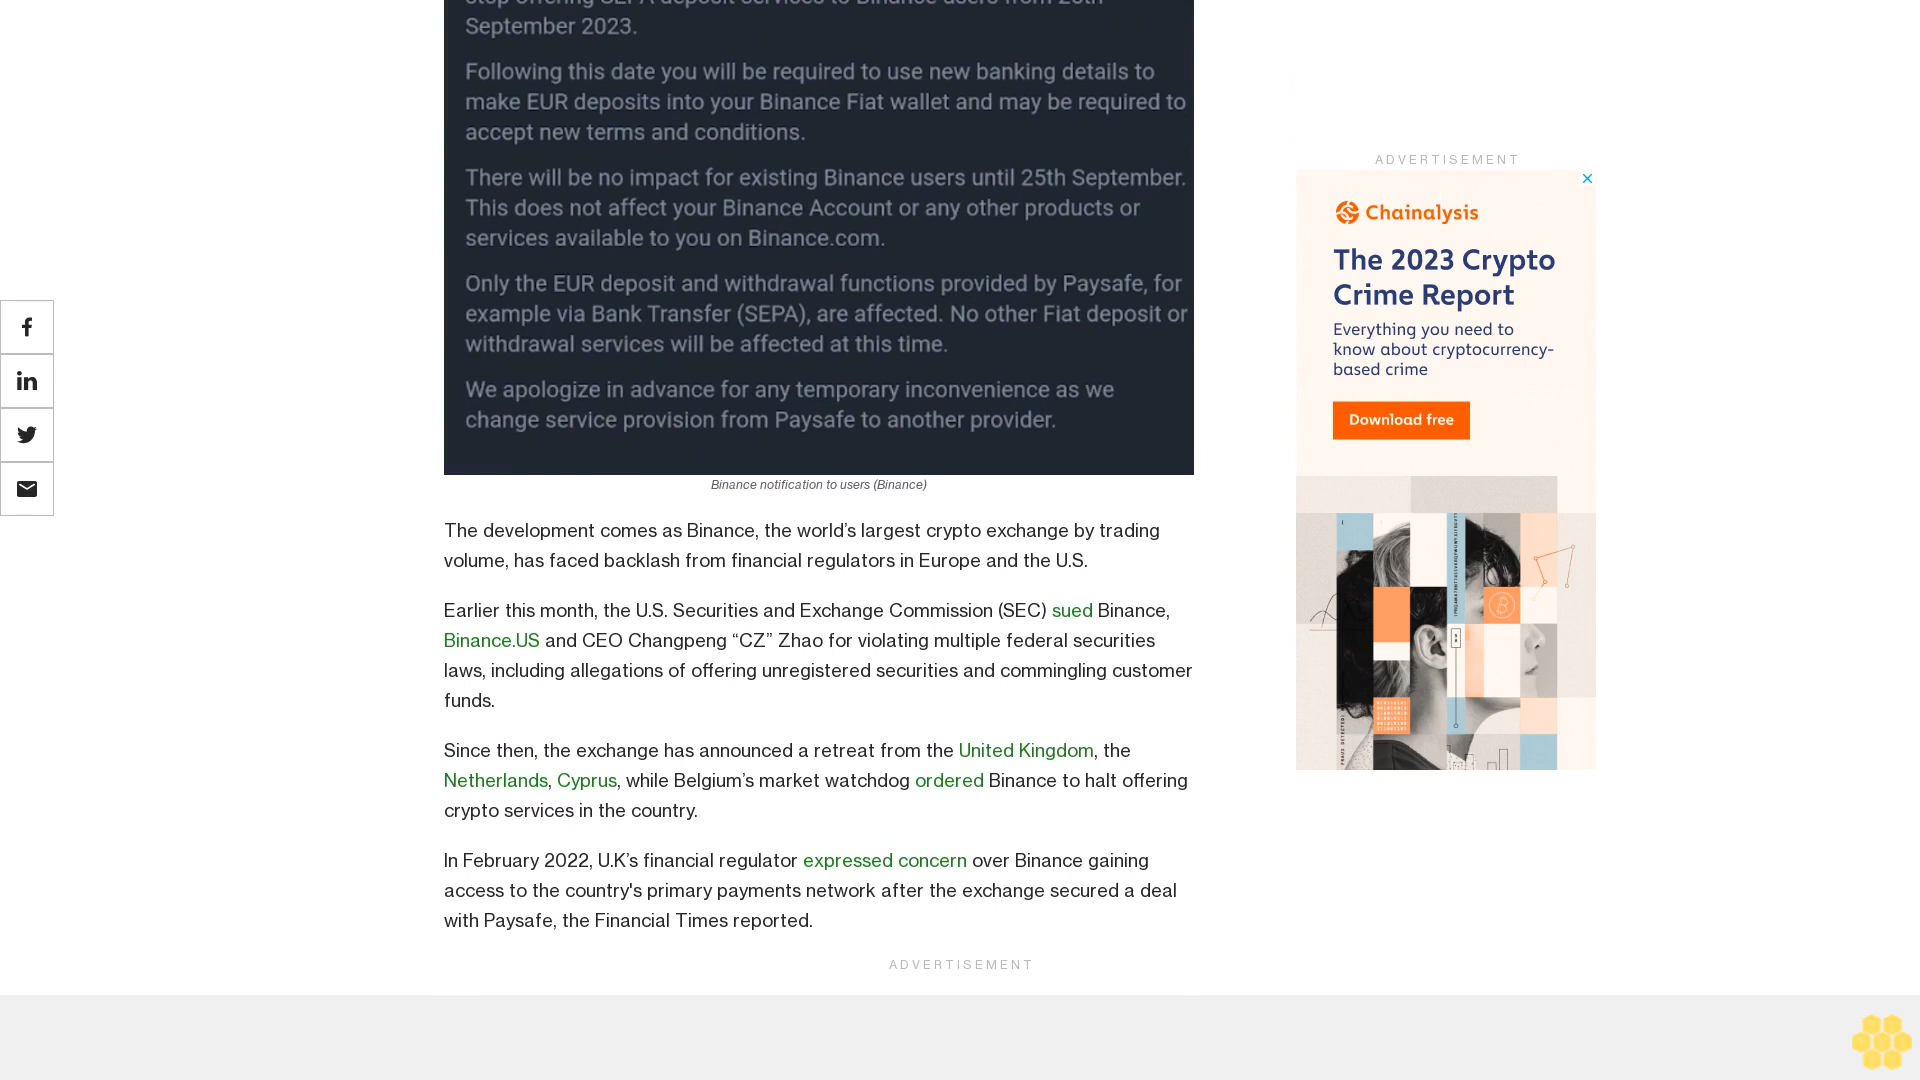 September 2023.
Following this date you will be required to use new banking details to
make EUR deposits into your Binance Fiat wallet and may be required to
accept new terms and conditions.
There will be no impact for existing Binance users until 25th September.
This does not affect your Binance Account or any other products or
services available to you on Binance.com.
Only the EUR deposit and withdrawal functions provided by Paysafe, for
example via Bank Transfer (SEPA), are affected. No other Fiat deposit or
withdrawal services will be affected at this time.
We apologize in advance for any temporary inconvenience as we
change service provision from Paysafe to another provider.
Binance notification to users (Binance)
The development comes as Binance, the world’s largest crypto exchange by trading
volume, has faced backlash from financial regulators in Europe and the U.S.
Earlier this month, the U.S. Securities and Exchange Commission (SEC) sued Binance,
Binance.US and CEO Changpeng “CZ” Zhao for violating multiple federal securities
laws, including allegations of offering unregistered securities and commingling customer
funds.
Since then, the exchange has announced a retreat from the United Kingdom, the
Netherlands, Cyprus, while Belgium’s market watchdog ordered Binance to halt offering
crypto services in the country.
In February 2022, U.K’s financial regulator expressed concern over Binance gaining
access to the country's primary payments network after the exchange secured a deal
with Paysafe, the Financial Times reported.
ADVERTISEMENT
ADVERTISEMENT
Chainalysis
The 2023 Crypto
Crime Report
Everything you need to
know about cryptocurrency-
based crime
Download free